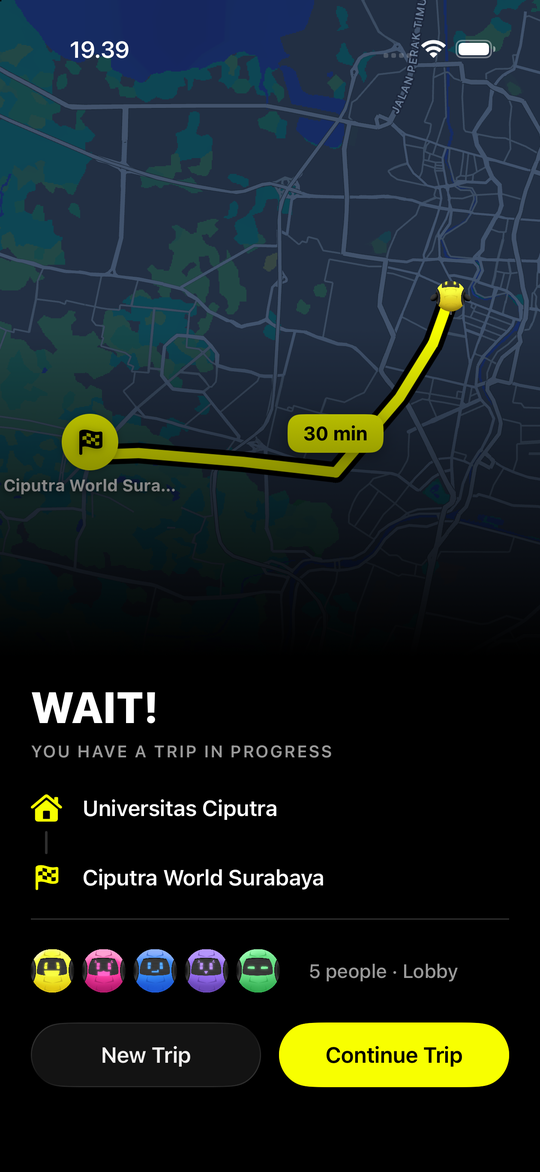 19.39
JALAN PERAK TIMU
30 min
Ciputra World Sura...
WAIT!
YOU HAVE A TRIP IN PROGRESS
Universitas Ciputra
Ciputra World Surabaya
5 people · Lobby
New Trip
Continue Trip